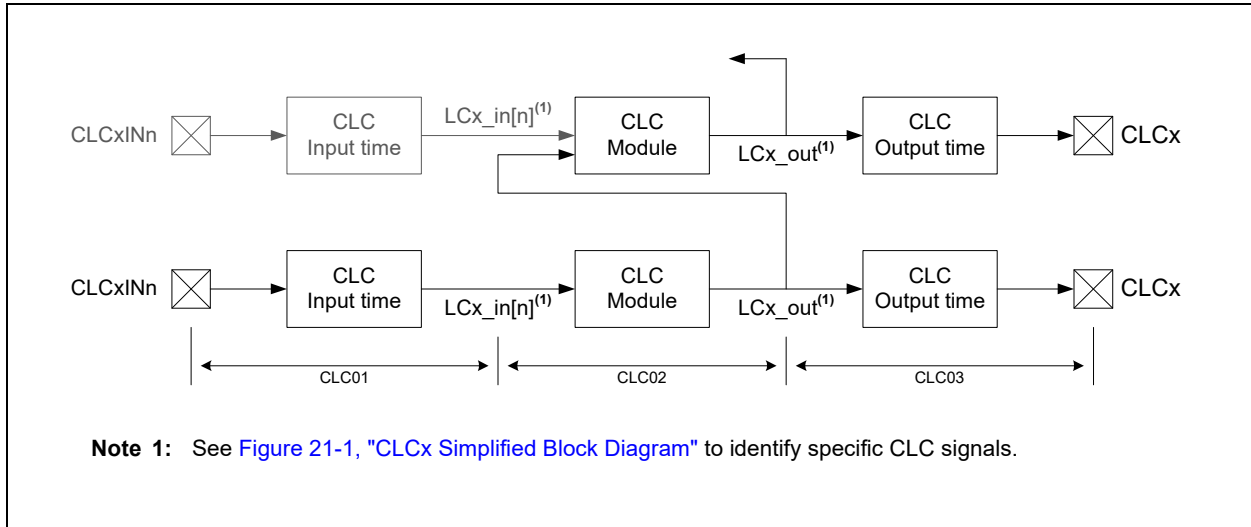 CLCxINn
CLC
Input time
LCx_in[n](1)
CLC
Module
LCx_out(1)
CLC
Output time
CLCx
CLCxINn
CLC
Input time
LCx_in[n](1)
CLC
Module
LCx_out(1)
CLC
Output time
CLCx
CLC01
CLC02
CLC03
Note 1: See Figure 21-1, "CLCx Simplified Block Diagram" to identify specific CLC signals.